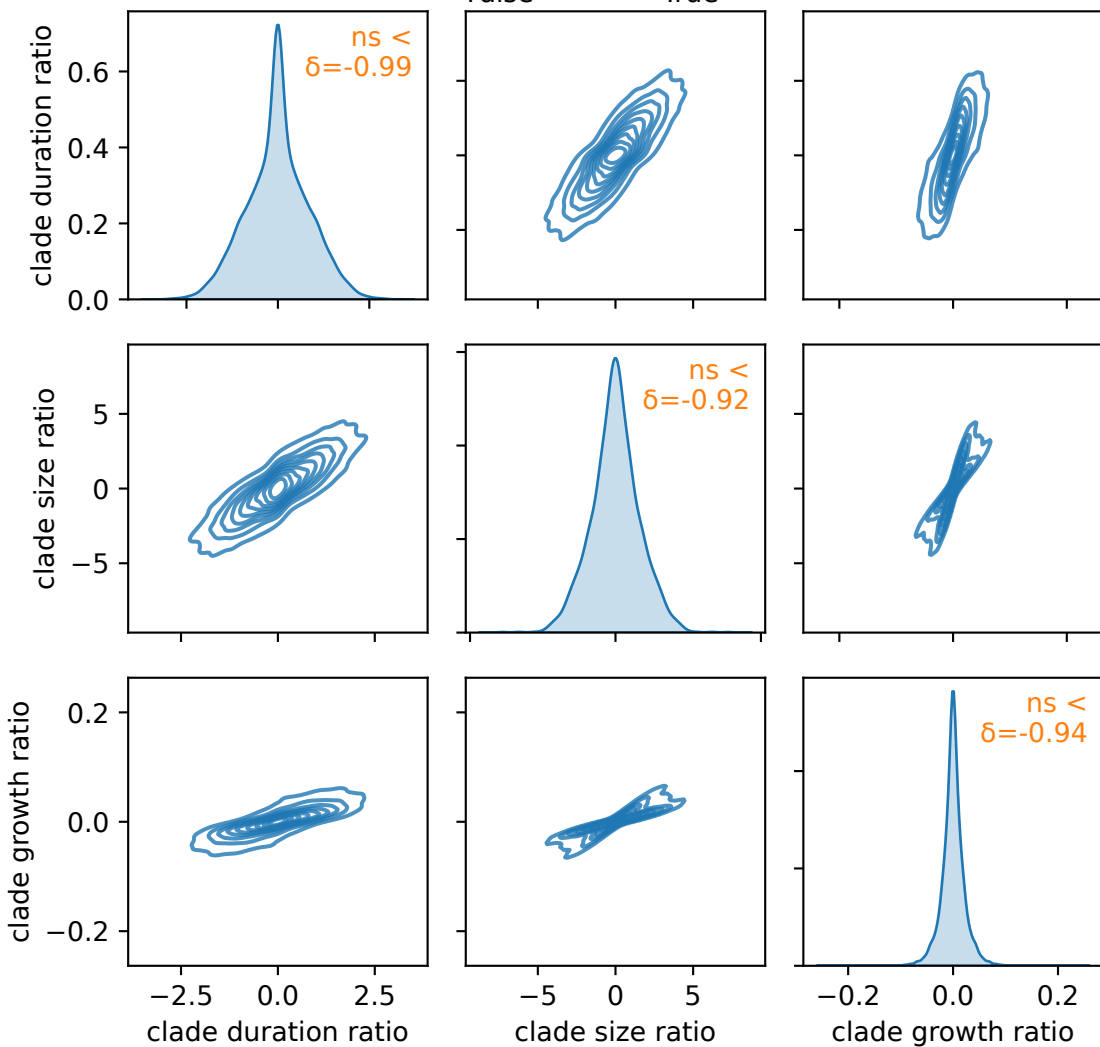 True
clade duration ratio
0.6
0.4
0.2
0.0
ns <
δ=-0.99
clade size ratio
5
0
−5
ns <
δ=-0.92
clade growth ratio
0.2
0.0
−0.2
ns <
δ=-0.94
−2.5 0.0 2.5
−5 0 5
−0.2 0.0 0.2
clade duration ratio
clade size ratio
clade growth ratio